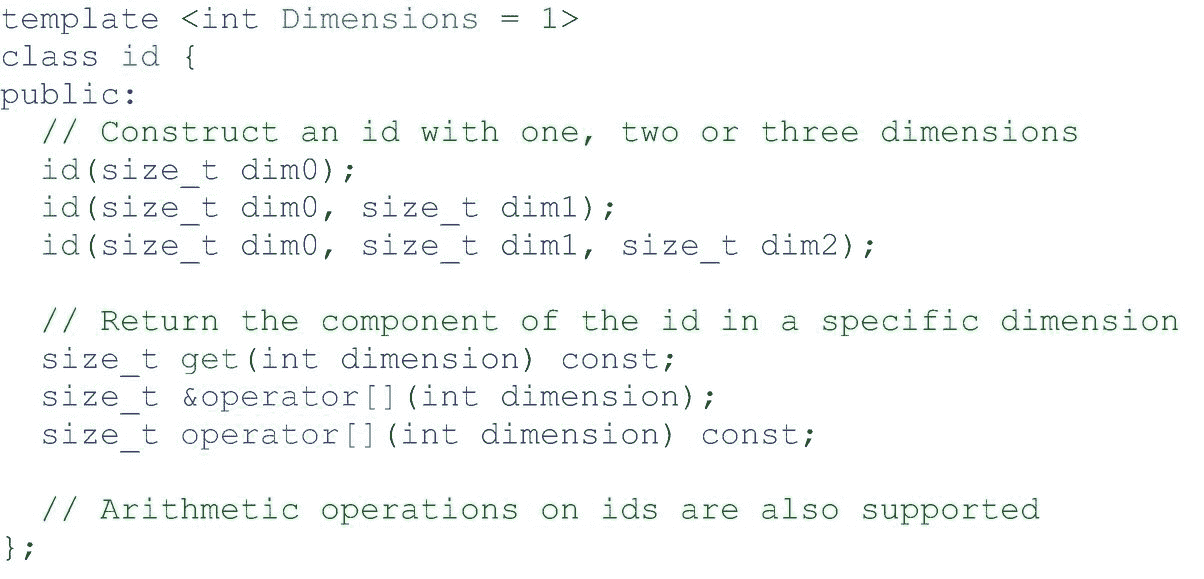 template <int Dimensions = 1>
class id {
public:
  // Construct an id with one, two or three dimensions
  id(size_t dim0);
  id(size_t dim0, size_t dim1);
  id(size_t dim0, size_t dim1, size_t dim2);

  // Return the component of the id in a specific dimension
  size_t get(int dimension) const;
  size_t &operator[](int dimension);
  size_t operator[](int dimension) const;

  // Arithmetic operations on ids are also supported
};